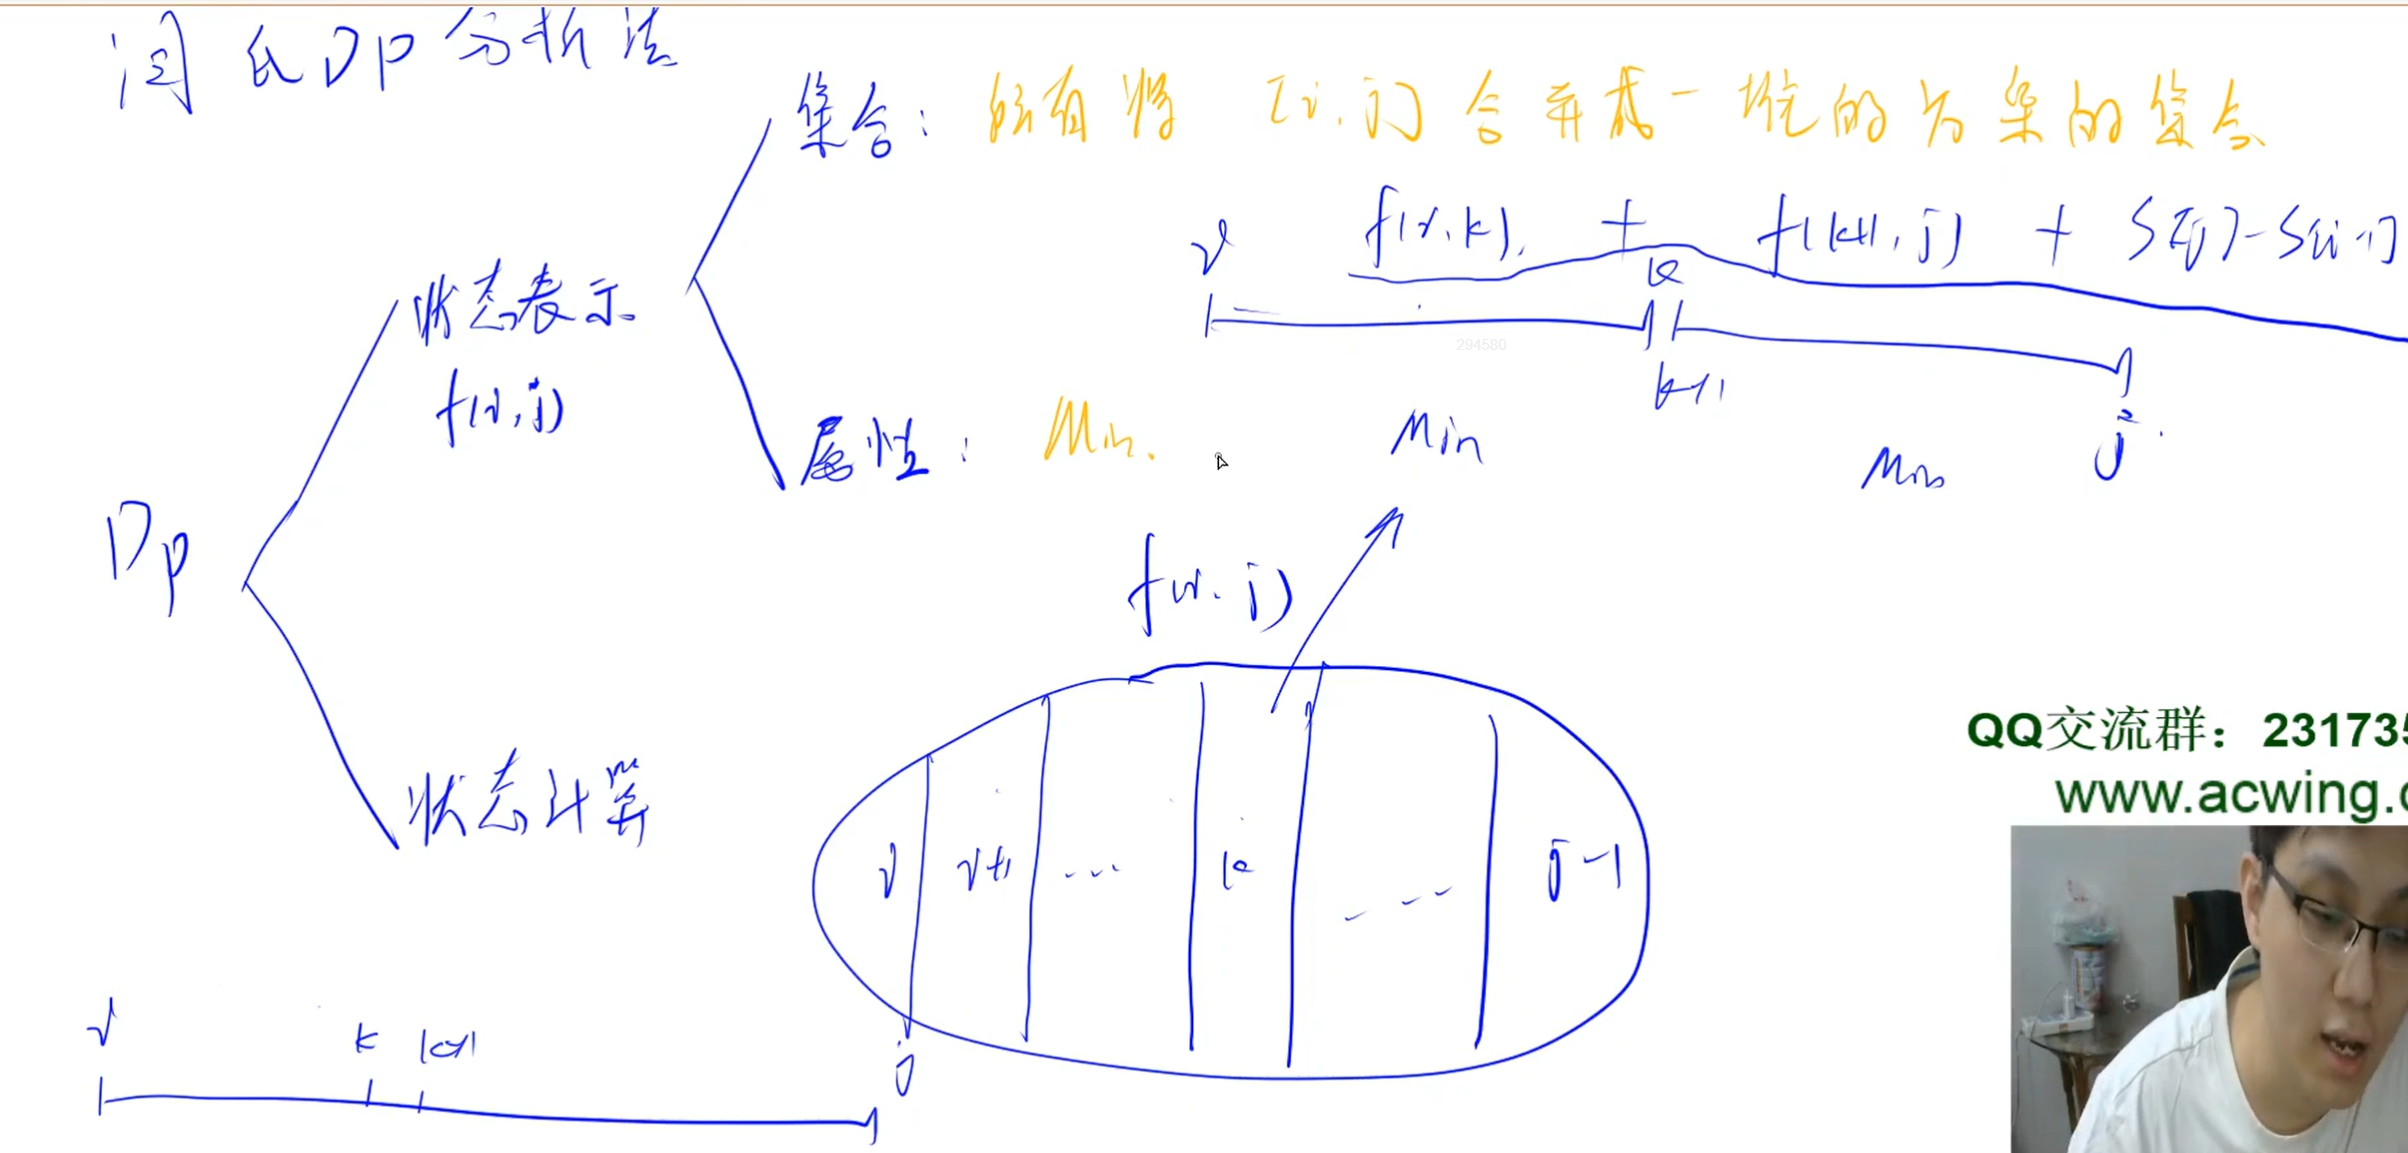 闫氏DP分析法
集合：所有将 [i,j] 合并成一堆的方案的集合
i f(i,k) + f(k+1,j) + S[j]-S[i-1]
k
状态表示
294580
k+1
f(i,j)
属性：Min.
Min
j
Min
DP
f(i,j)
QQ交流群：23173
www.acwing.
状态计算
i i+1 ... k ... j-1
i k k+1 j